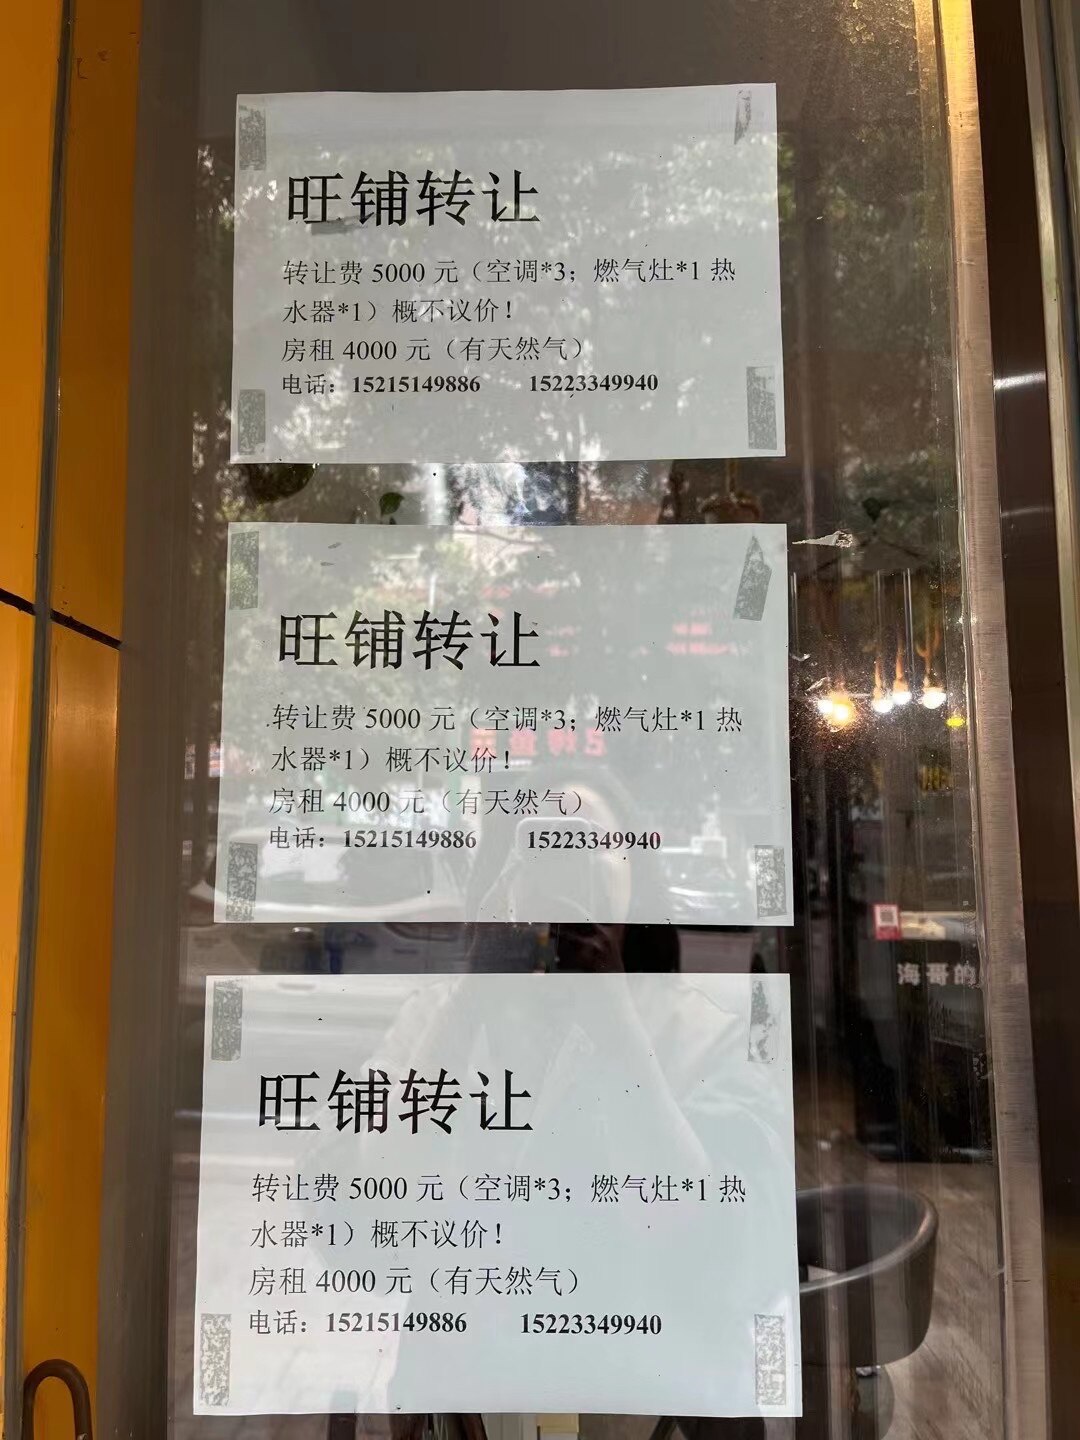 旺铺转让
转让费 5000 元（空调*3；燃气灶*1 热
水器*1）概不议价！
房租 4000 元（有天然气）
电话：15215149886 15223349940
旺铺转让
转让费 5000 元（空调*3；燃气灶*1 热
水器*1）概不议价！
房租 4000 元（有天然气）
电话：15215149886 15223349940
海哥的
旺铺转让
转让费 5000 元（空调*3；燃气灶*1 热
水器*1）概不议价！
房租 4000 元（有天然气）
电话：15215149886 15223349940